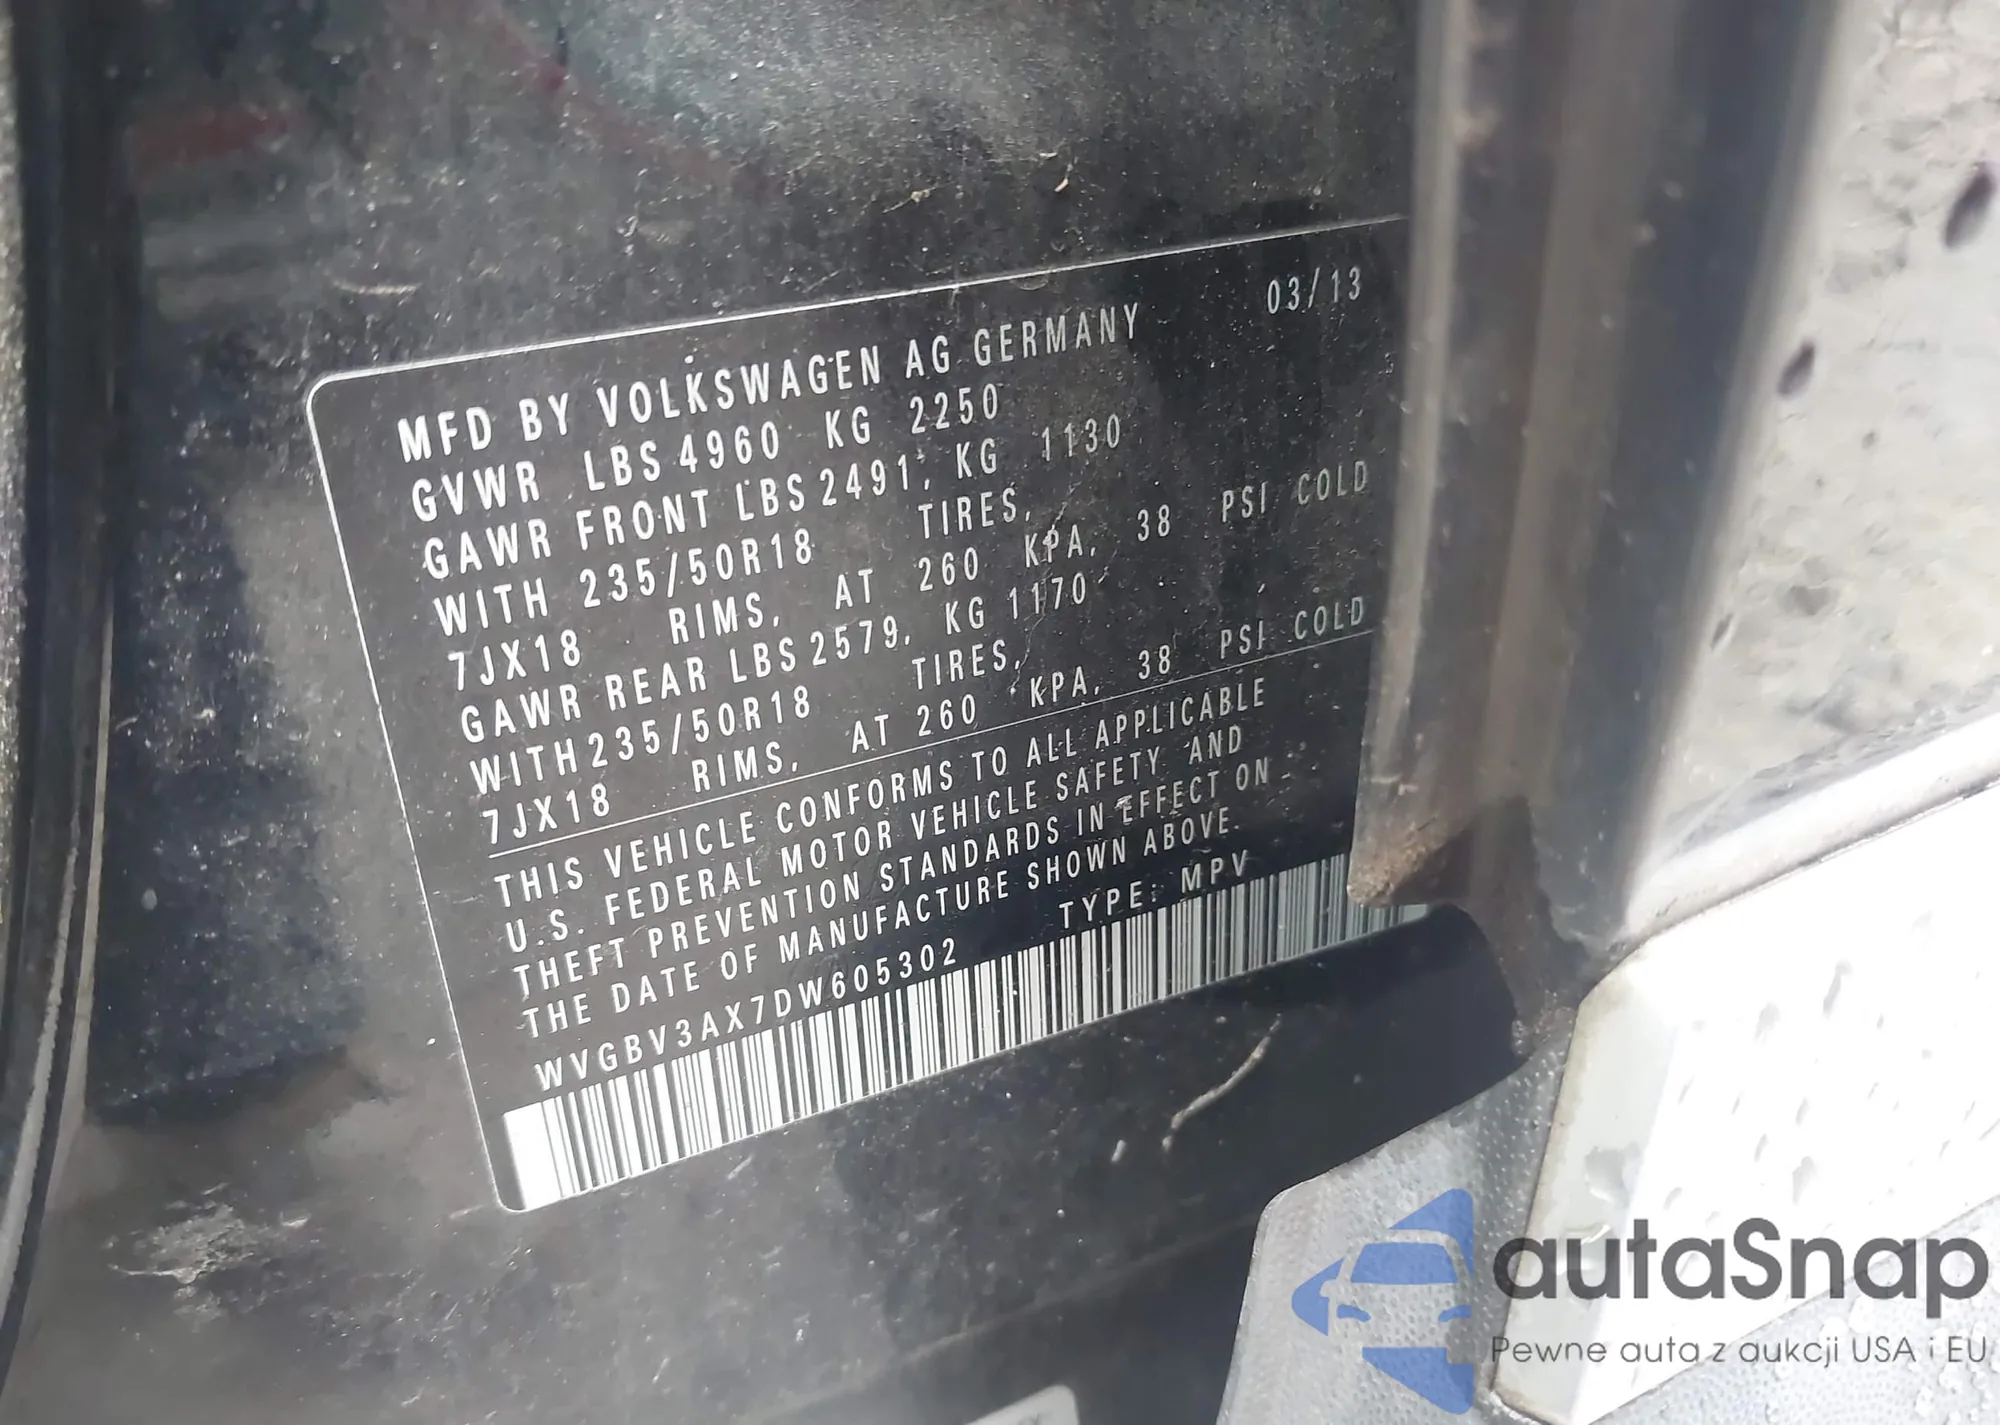 MFD BY VOLKSWAGEN AG GERMANY 03/13
GVWR LBS 4960 KG 2250
GAWR FRONT LBS 2491, KG 1130
WITH 235/50R18 TIRES,
7JX18 RIMS, AT 260 KPA, 38 PSI COLD
GAWR REAR LBS 2579, KG 1170
WITH 235/50R18 TIRES,
7JX18 RIMS, AT 260 KPA, 38 PSI COLD
THIS VEHICLE CONFORMS TO ALL APPLICABLE
U.S. FEDERAL MOTOR VEHICLE SAFETY AND
THEFT PREVENTION STANDARDS IN EFFECT ON
THE DATE OF MANUFACTURE SHOWN ABOVE.
WVGBV3AX7DW605302 TYPE: MPV
autaSnap
Pewne auta z aukcji USA i EU